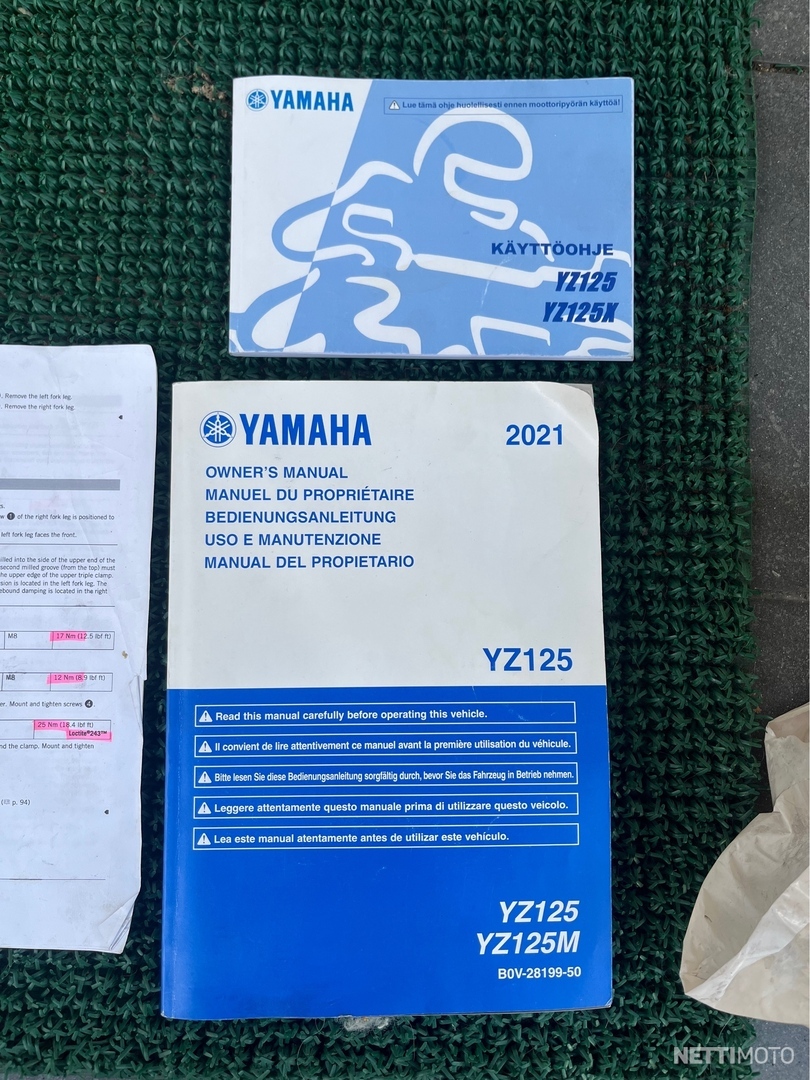 YAMAHA
Lue tämä ohje huolellisesti ennen moottoripyörän käyttöä!
KÄYTTÖOHJE
YZ125
YZ125X
. Remove the left fork leg.
. Remove the right fork leg.
of the right fork leg is positioned to
left fork leg faces the front.
illed into the side of the upper end of the
second milled groove (from the top) must
he upper edge of the upper triple clamp.
sion is located in the left fork leg. The
ebound damping is located in the right
M8 17 Nm (12.5 lbf ft)
M8 12 Nm (8.9 lbf ft)
er. Mount and tighten screws 4.
25 Nm (18.4 lbf ft)
Loctite®243™
nd the clamp. Mount and tighten
p. 94)
YAMAHA 2021
OWNER'S MANUAL
MANUEL DU PROPRIÉTAIRE
BEDIENUNGSANLEITUNG
USO E MANUTENZIONE
MANUAL DEL PROPIETARIO
YZ125
Read this manual carefully before operating this vehicle.
Il convient de lire attentivement ce manuel avant la première utilisation du véhicule.
Bitte lesen Sie diese Bedienungsanleitung sorgfältig durch, bevor Sie das Fahrzeug in Betrieb nehmen.
Leggere attentamente questo manuale prima di utilizzare questo veicolo.
Lea este manual atentamente antes de utilizar este vehículo.
YZ125
YZ125M
B0V-28199-50
NETTIMOTO